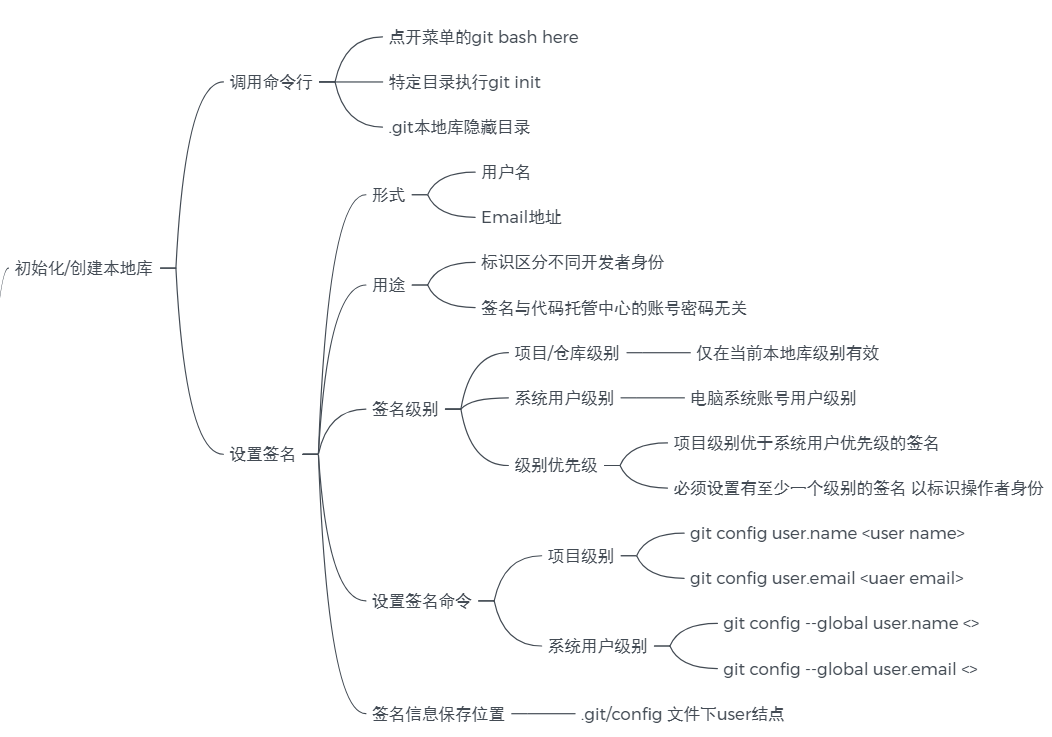 初始化/创建本地库
调用命令行
点开菜单的git bash here
特定目录执行git init
.git本地库隐藏目录
设置签名
形式
用户名
Email地址
用途
标识区分不同开发者身份
签名与代码托管中心的账号密码无关
签名级别
项目/仓库级别
仅在当前本地库级别有效
系统用户级别
电脑系统账号用户级别
级别优先级
项目级别优于系统用户优先级的签名
必须设置有至少一个级别的签名 以标识操作者身份
设置签名命令
项目级别
git config user.name <user name>
git config user.email <uaer email>
系统用户级别
git config --global user.name <>
git config --global user.email <>
签名信息保存位置
.git/config 文件下user结点